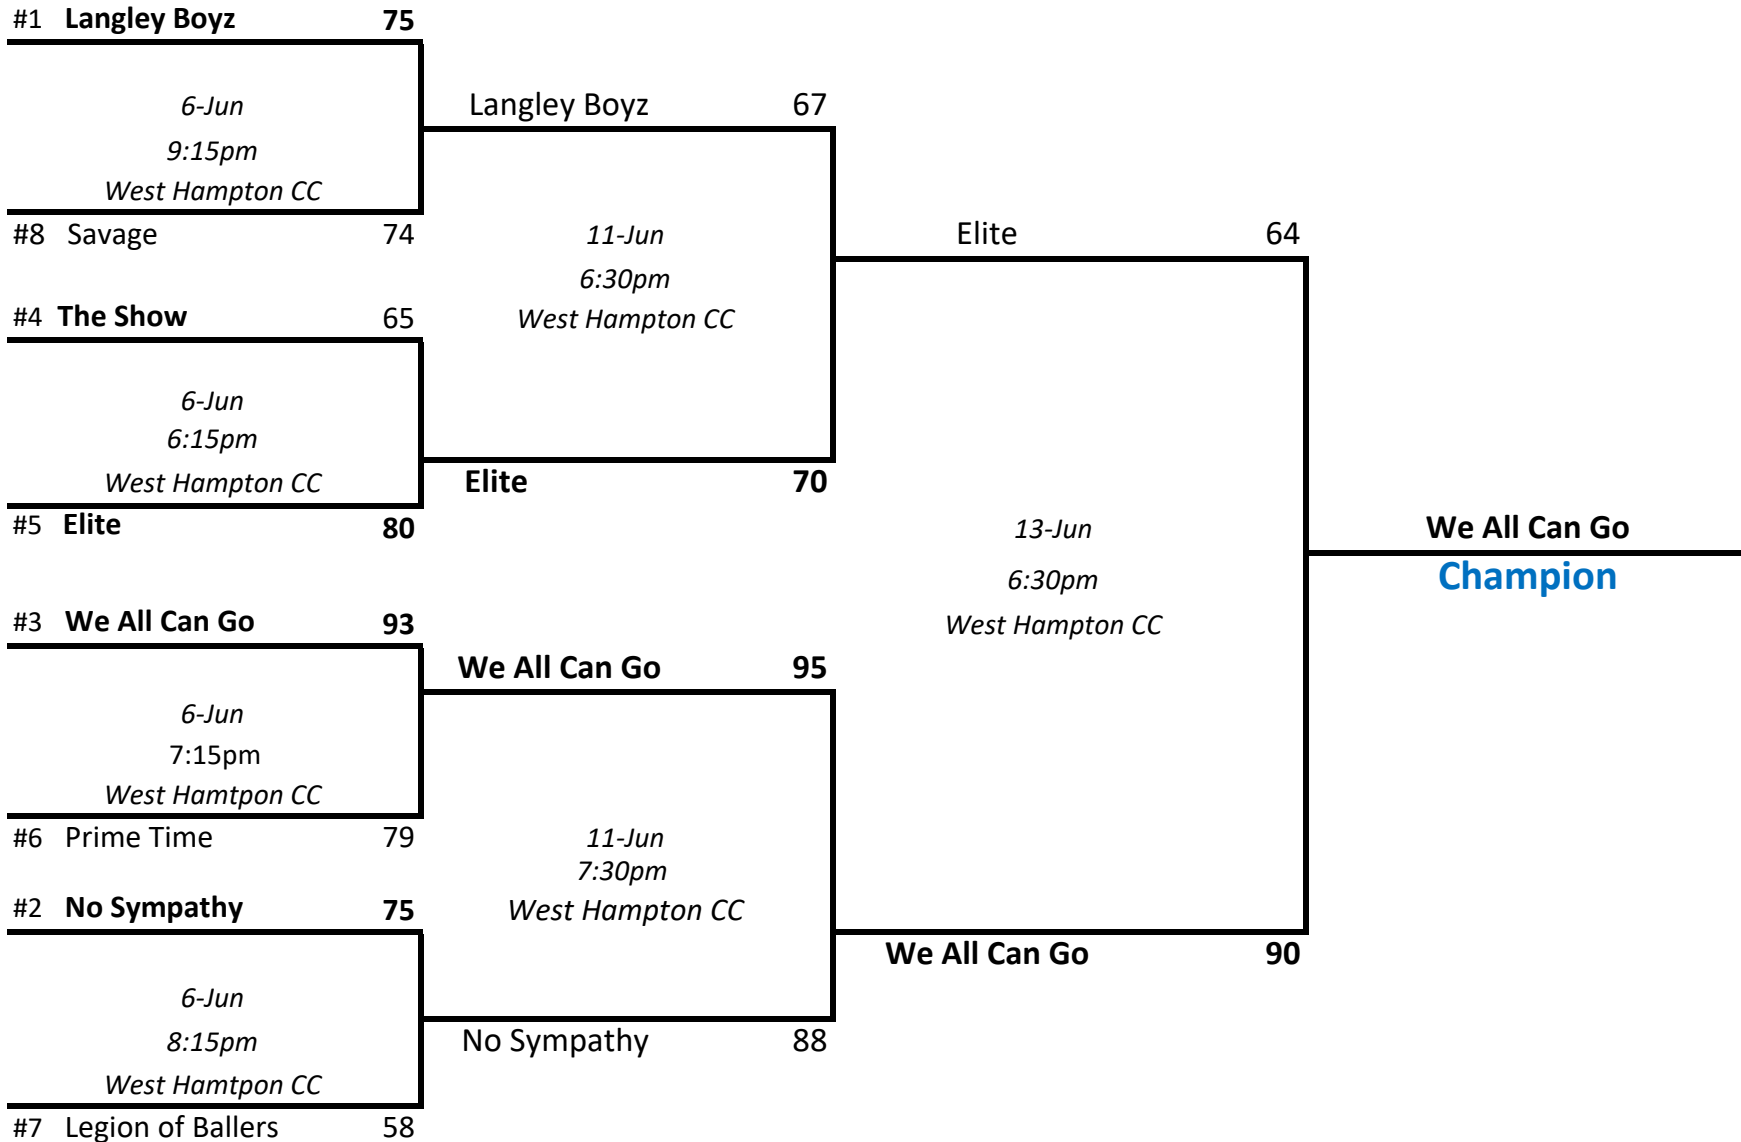 #1 Langley Boyz 75
6-Jun
9:15pm
West Hampton CC
#8 Savage 74
#4 The Show 65
6-Jun
6:15pm
West Hampton CC
#5 Elite 80
#3 We All Can Go 93
6-Jun
7:15pm
West Hamtpon CC
#6 Prime Time 79
#2 No Sympathy 75
6-Jun
8:15pm
West Hamtpon CC
#7 Legion of Ballers 58
Langley Boyz 67
11-Jun
6:30pm
West Hampton CC
Elite 70
We All Can Go 95
11-Jun
7:30pm
West Hampton CC
No Sympathy 88
Elite 64
13-Jun
6:30pm
West Hampton CC
We All Can Go 90
We All Can Go
Champion